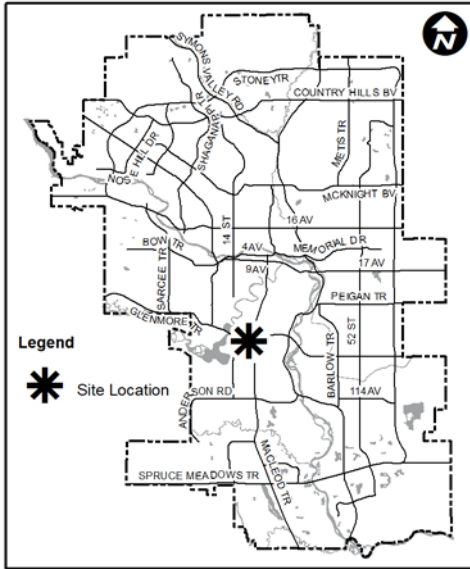 N
SYMONS VALLEY RD
STONEY TR
COUNTRY HILLS BV
SHAGANAPPI TR
METIS TR
NOSE HILL DR
MCKNIGHT BV
14 ST
16 AV
BOW TR
4 AV
MEMORIAL DR
9 AV
17 AV
SARCEE TR
PEIGAN TR
GLENMORE TR
BARLOW TR
52 ST
Legend
Site Location
ANDERSON RD
114 AV
MACLEOD TR
SPRUCE MEADOWS TR